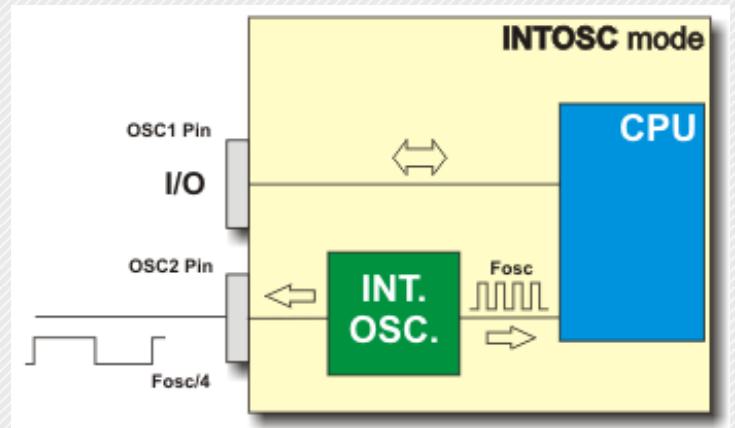 INTOSC mode
OSC1 Pin
CPU
I/O
OSC2 Pin
Fosc
INT.
OSC.
Fosc/4